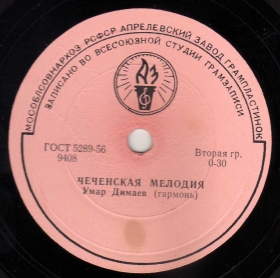 МОСОБЛСОВНАРХОЗ РСФСР АПРЕЛЕВСКИЙ ЗАВОД ГРАМПЛАСТИНОК
ЗАПИСАНО ВО ВСЕСОЮЗНОЙ СТУДИИ ГРАМЗАПИСИ
АЗ
ГОСТ 5289-56
9408
Вторая гр.
0-30
ЧЕЧЕНСКАЯ МЕЛОДИЯ
Умар Димаев (гармонь)